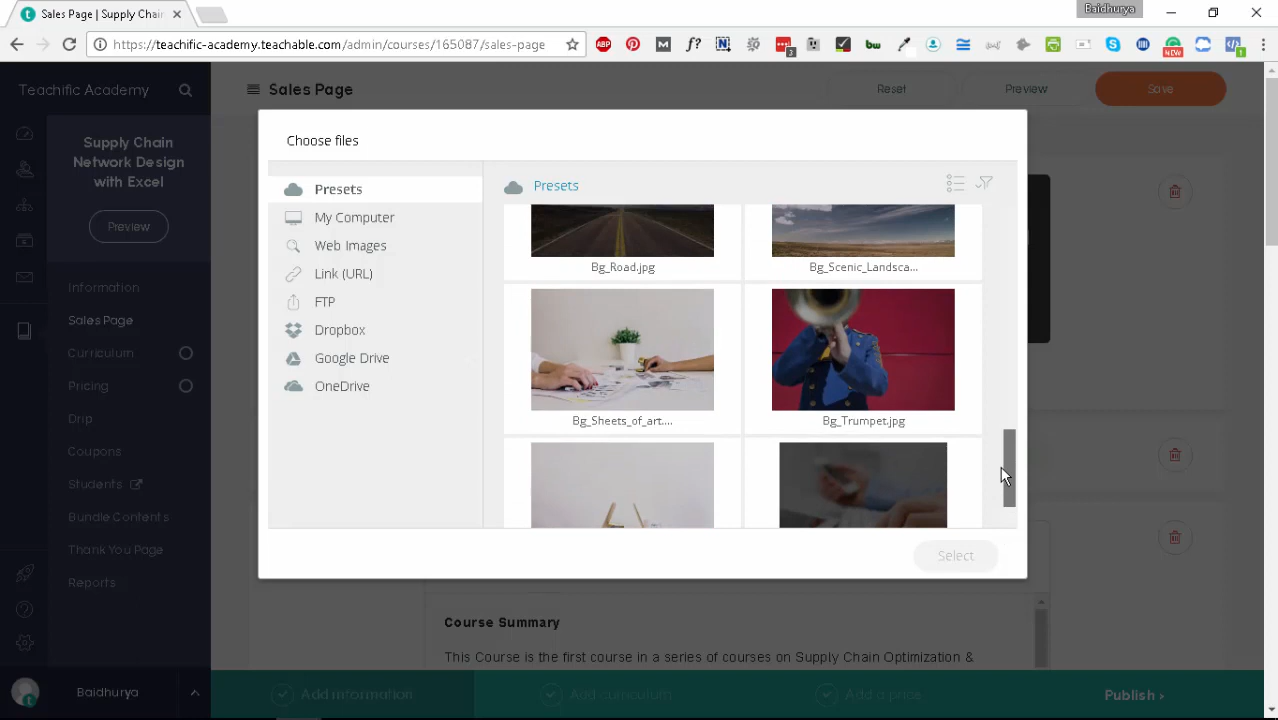 Sales Page | Supply Chain
Baidhurya
https://teachific-academy.teachable.com/admin/courses/165087/sales-page
Teachific Academy
Sales Page
Reset
Preview
Save
Supply Chain
Network Design
with Excel
Preview
Information
Sales Page
Curriculum
Pricing
Drip
Coupons
Students
Bundle Contents
Thank You Page
Reports
Baidhurya
Choose files
Presets
My Computer
Web Images
Link (URL)
FTP
Dropbox
Google Drive
OneDrive
Presets
Bg_Road.jpg
Bg_Scenic_Landsca...
Bg_Sheets_of_art....
Bg_Trumpet.jpg
Select
Course Summary
This Course is the first course in a series of courses on Supply Chain Optimization &
Add information
Add curriculum
Add a price
Publish >